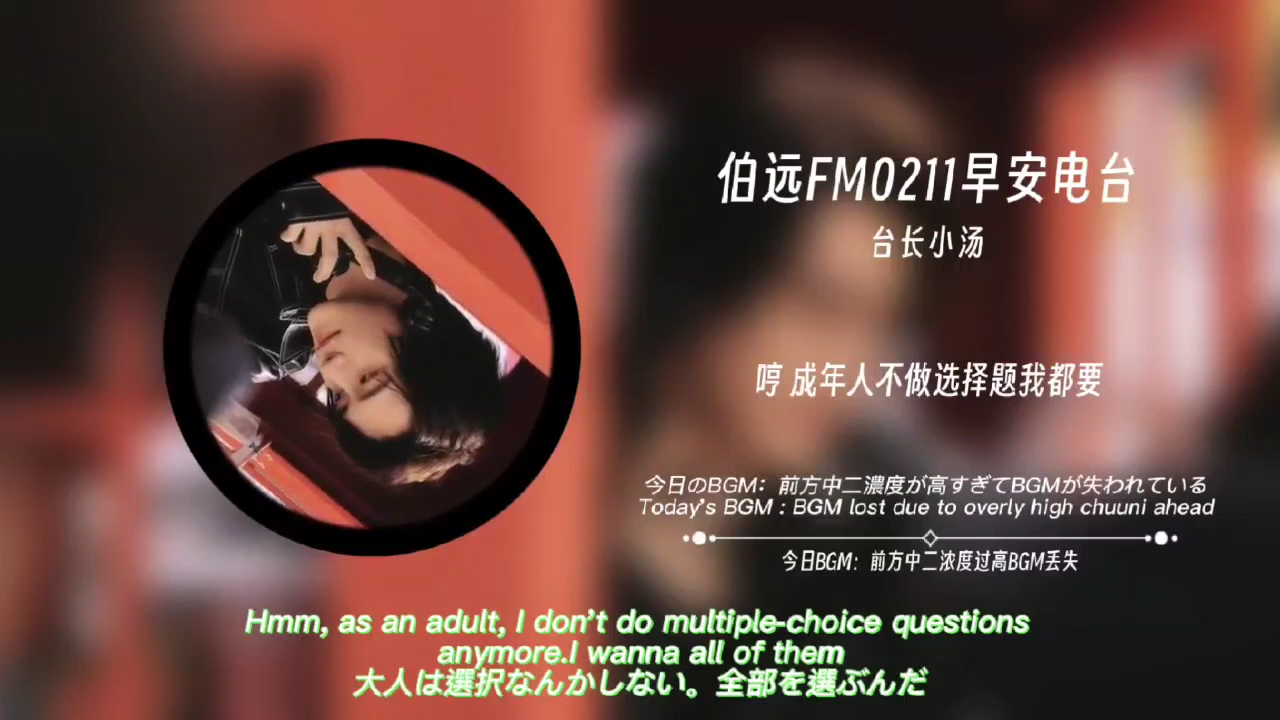 伯远FM0211早安电台
台长小汤
哼 成年人不做选择题我都要
今日のBGM：前方中二濃度が高すぎてBGMが失われている
Today's BGM : BGM lost due to overly high chuuni ahead
今日BGM：前方中二浓度过高BGM丢失
Hmm, as an adult, I don't do multiple-choice questions
anymore.I wanna all of them
大人は選択なんかしない。全部を選ぶんだ